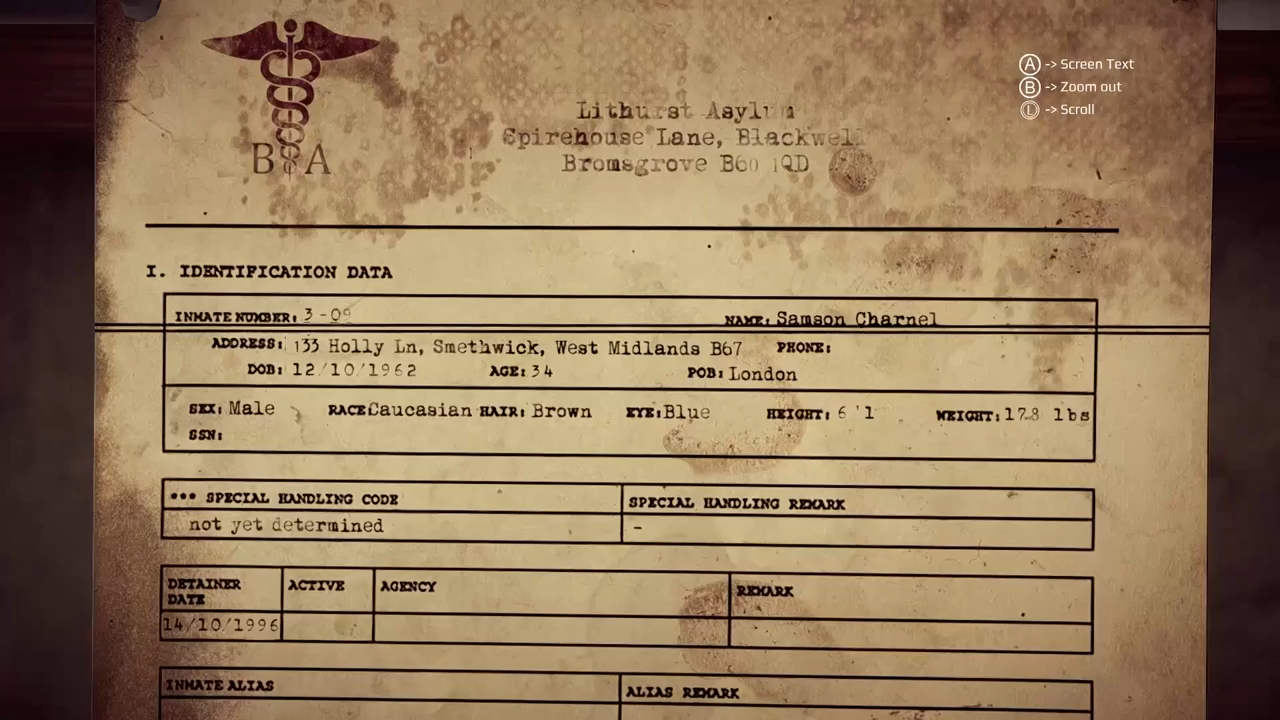 B A
Lithurst Asylum
Spirehouse Lane, Blackwell
Bromsgrove B60 1QD
A -> Screen Text
B -> Zoom out
L -> Scroll
I. IDENTIFICATION DATA
INMATE NUMBER: 3-09 NAME: Samson Charnel
ADDRESS: 133 Holly Ln, Smethwick, West Midlands B67 PHONE:
DOB: 12/10/1962 AGE: 34 POB: London
SEX: Male RACE Caucasian HAIR: Brown EYE: Blue HEIGHT: 6'1 WEIGHT: 178 lbs
SSN:
*** SPECIAL HANDLING CODE SPECIAL HANDLING REMARK
not yet determined -
DETAINER DATE ACTIVE AGENCY REMARK
14/10/1996
INMATE ALIAS ALIAS REMARK